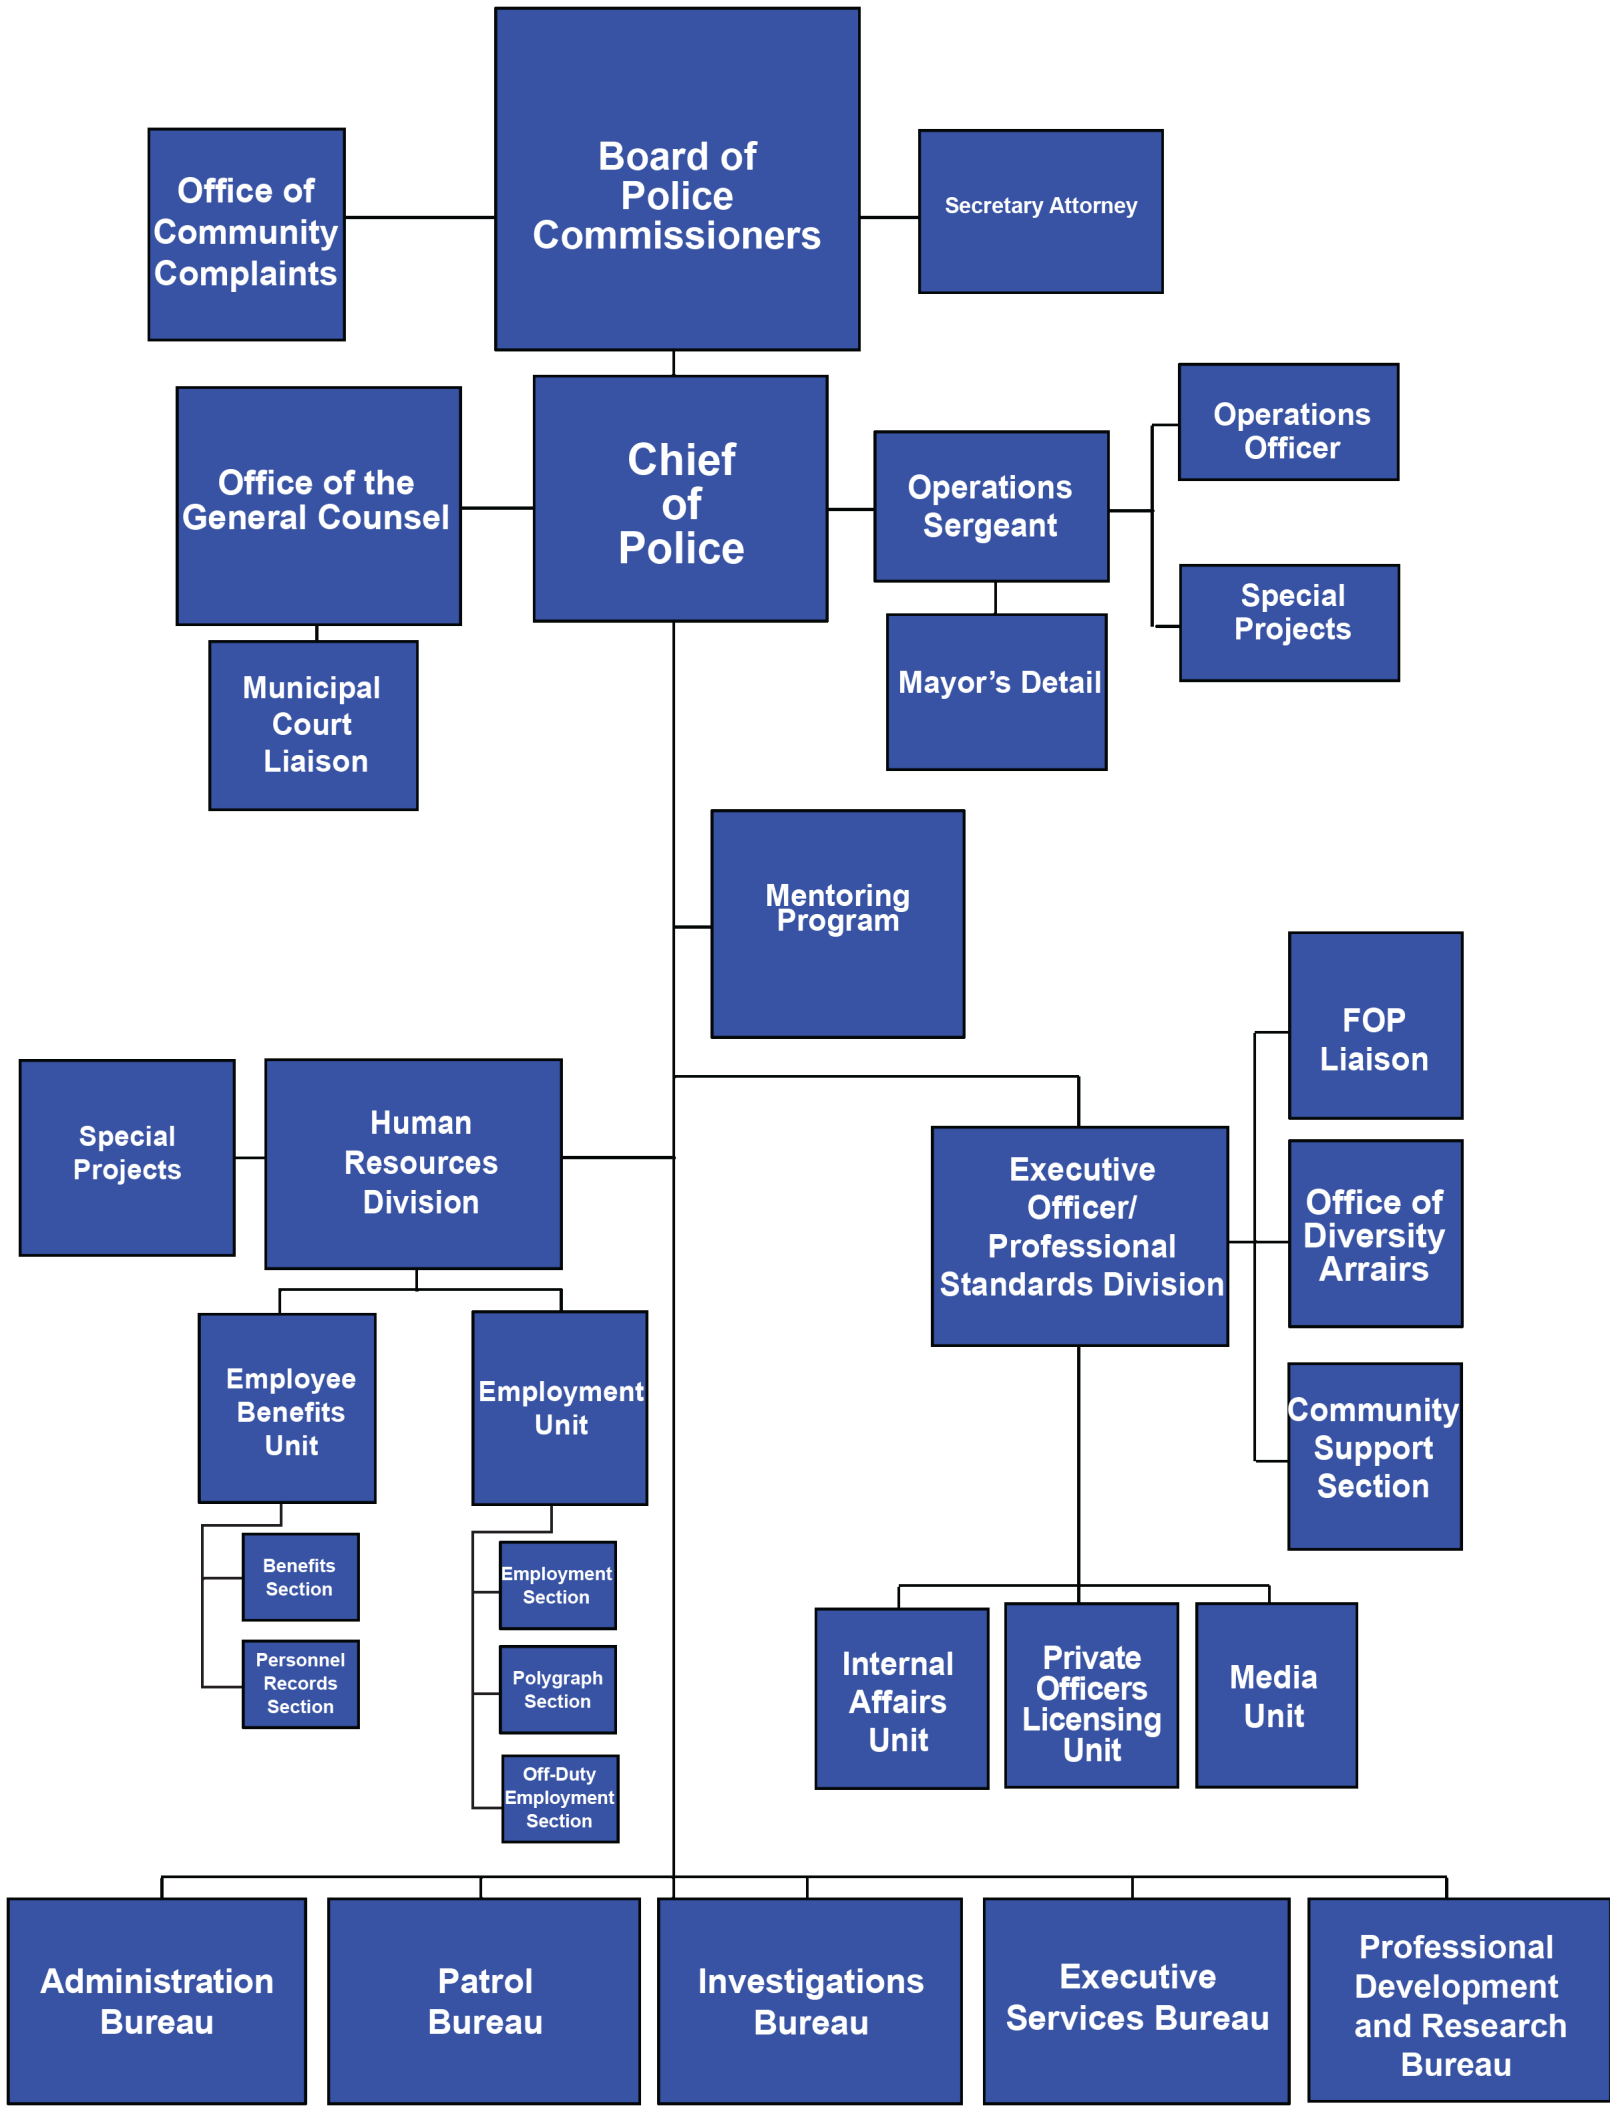 Board of
Police
Commissioners
Office of
Community
Complaints
Secretary Attorney
Chief
of
Police
Office of the
General Counsel
Operations
Sergeant
Operations
Officer
Special
Projects
Municipal
Court
Liaison
Mayor’s Detail
Mentoring
Program
FOP
Liaison
Special
Projects
Human
Resources
Division
Executive
Officer/
Professional
Standards Division
Office of
Diversity
Arrairs
Employee
Benefits
Unit
Employment
Unit
Community
Support
Section
Benefits
Section
Personnel
Records
Section
Employment
Section
Polygraph
Section
Off-Duty
Employment
Section
Internal
Affairs
Unit
Private
Officers
Licensing
Unit
Media
Unit
Administration
Bureau
Patrol
Bureau
Investigations
Bureau
Executive
Services Bureau
Professional
Development
and Research
Bureau